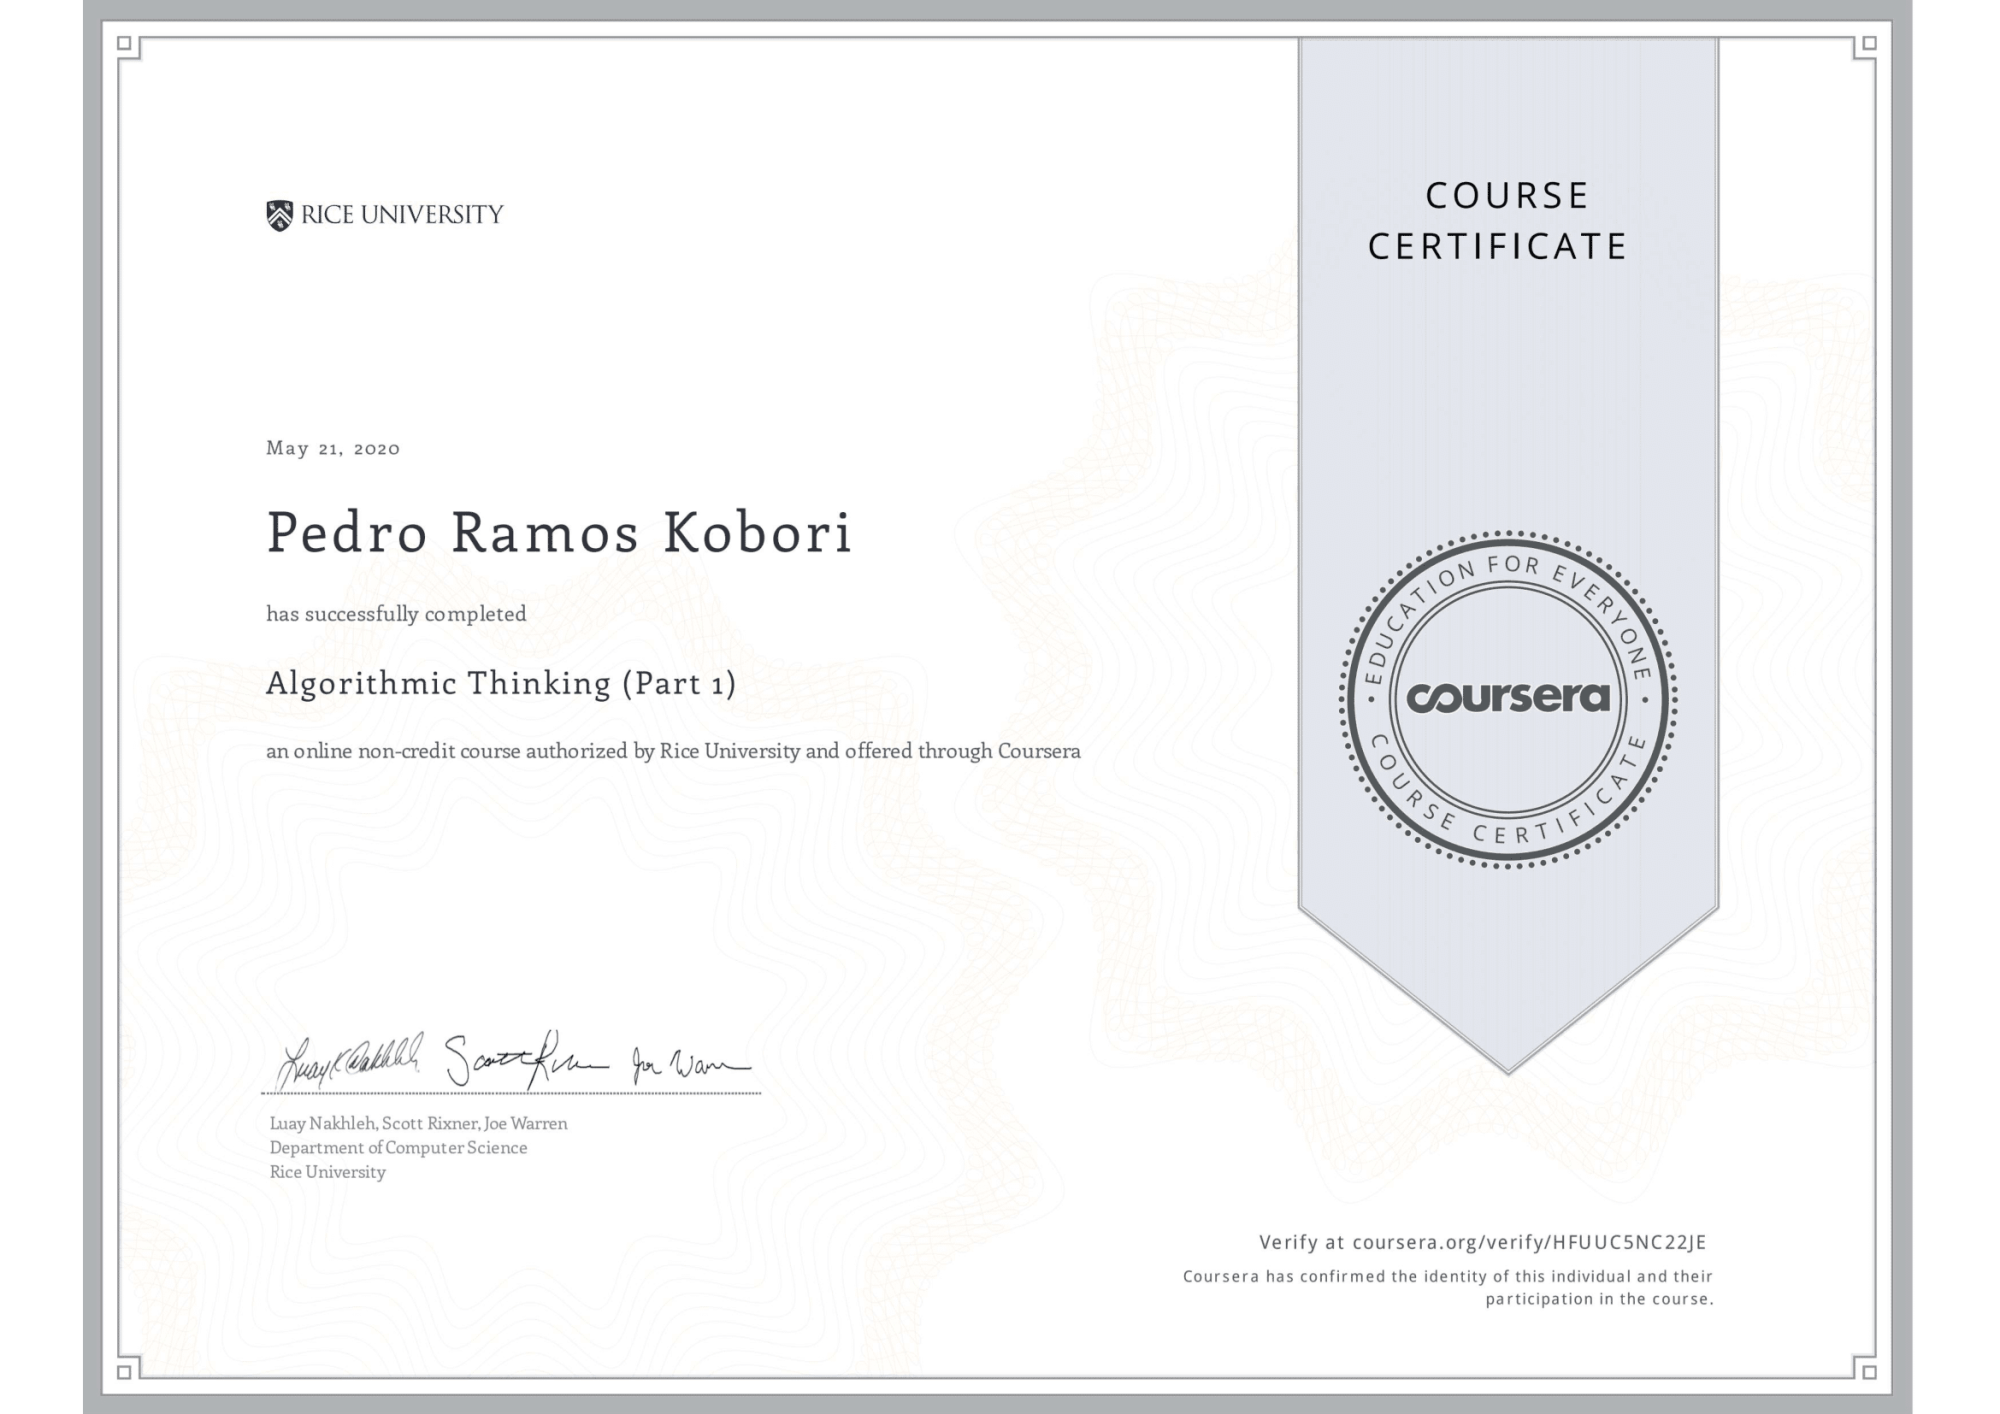 RICE UNIVERSITY
COURSE
CERTIFICATE
May 21, 2020
Pedro Ramos Kobori
has successfully completed
Algorithmic Thinking (Part 1)
an online non-credit course authorized by Rice University and offered through Coursera
EDUCATION FOR EVERYONE
coursera
COURSE CERTIFICATE
Luay K Nakhleh Scott Rixner Joe Warren
Luay Nakhleh, Scott Rixner, Joe Warren
Department of Computer Science
Rice University
Verify at coursera.org/verify/HFUUC5NC22JE
Coursera has confirmed the identity of this individual and their
participation in the course.